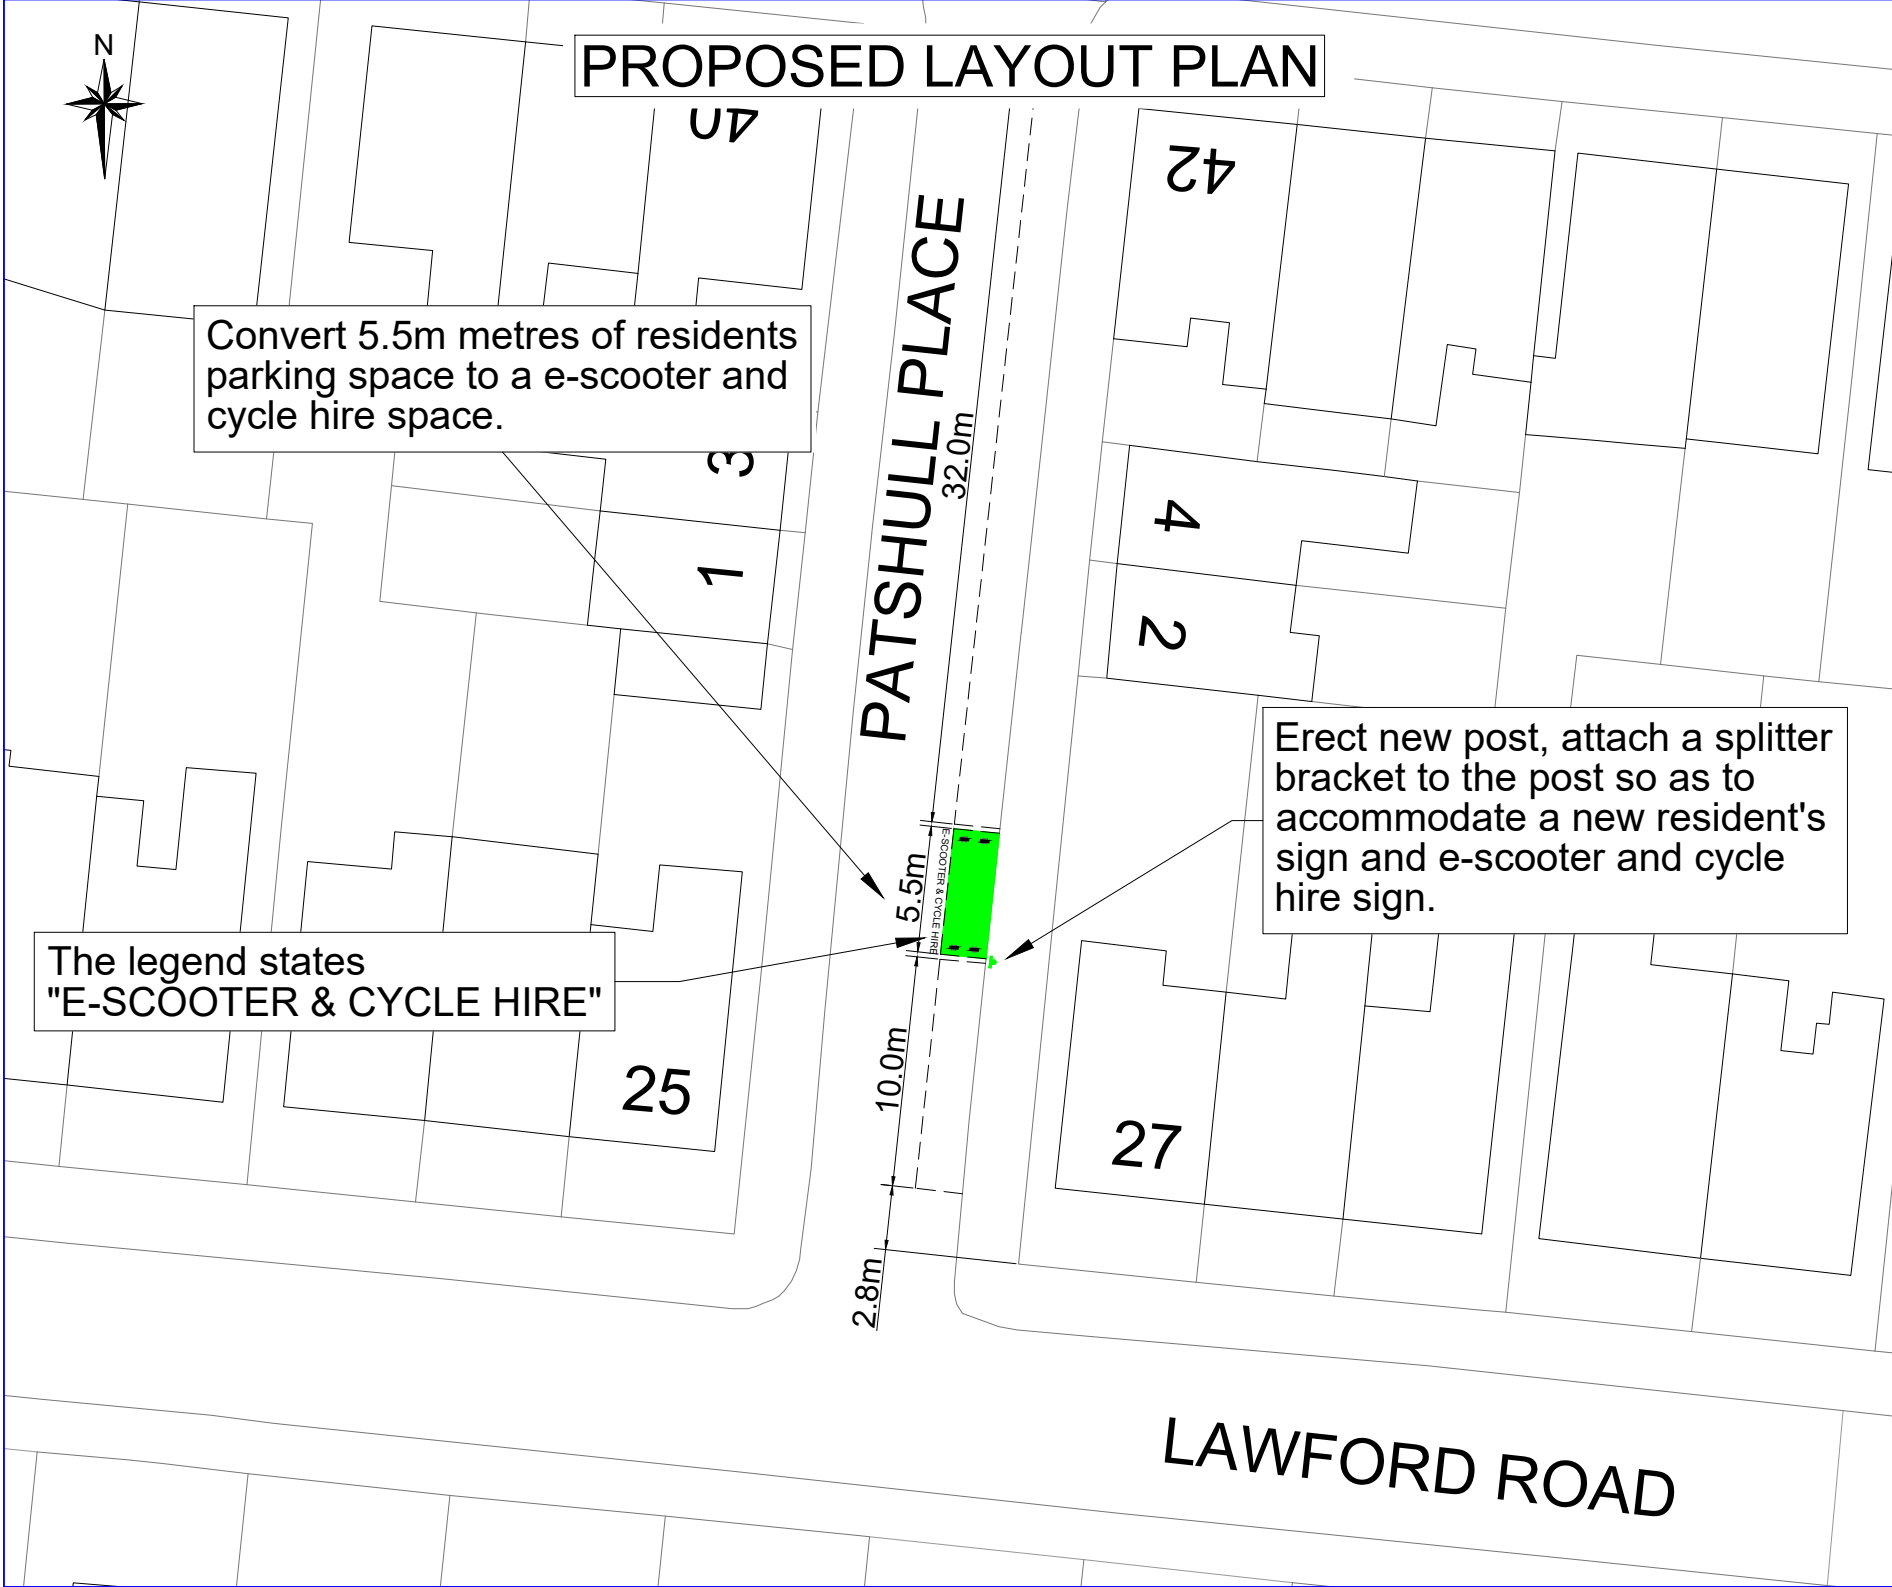 N
PROPOSED LAYOUT PLAN
40
42
PATSHULL PLACE
32.0m
Convert 5.5m metres of residents
parking space to a e-scooter and
cycle hire space.
3
1
4
2
Erect new post, attach a splitter
bracket to the post so as to
accommodate a new resident's
sign and e-scooter and cycle
hire sign.
5.5m
E-SCOOTER & CYCLE HIRE
The legend states
"E-SCOOTER & CYCLE HIRE"
10.0m
25
27
2.8m
LAWFORD ROAD